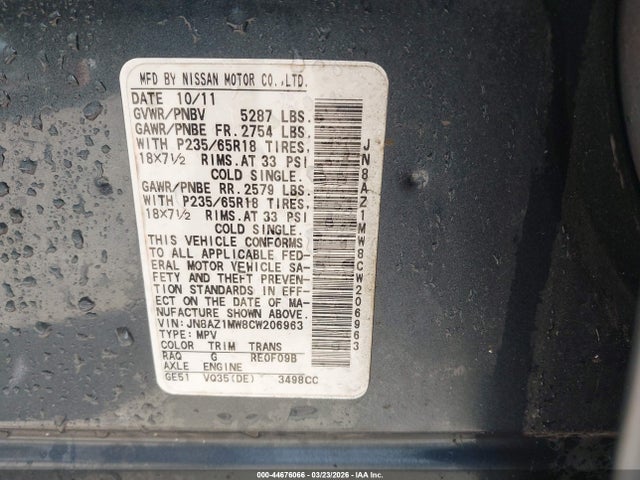 MFD BY NISSAN MOTOR CO.,LTD.
DATE 10/11
GVWR/PNBV 5287 LBS.
GAWR/PNBE FR. 2754 LBS.
WITH P235/65R18 TIRES.
18X7½ RIMS.AT 33 PSI
COLD SINGLE.
GAWR/PNBE RR. 2579 LBS.
WITH P235/65R18 TIRES.
18X7½ RIMS.AT 33 PSI
COLD SINGLE.
THIS VEHICLE CONFORMS
TO ALL APPLICABLE FED-
ERAL MOTOR VEHICLE SA-
FETY AND THEFT PREVEN-
TION STANDARDS IN EFF-
ECT ON THE DATE OF MA-
NUFACTURE SHOWN ABOVE.
VIN:JN8AZ1MW8CW206963
TYPE: MPV
COLOR TRIM TRANS
RAQ G RE0F09B
AXLE ENGINE
GE51 VQ35(DE) 3498CC
JN8AZ1MW8CW206963
000-44676066 | 03/23/2026 | IAA Inc.